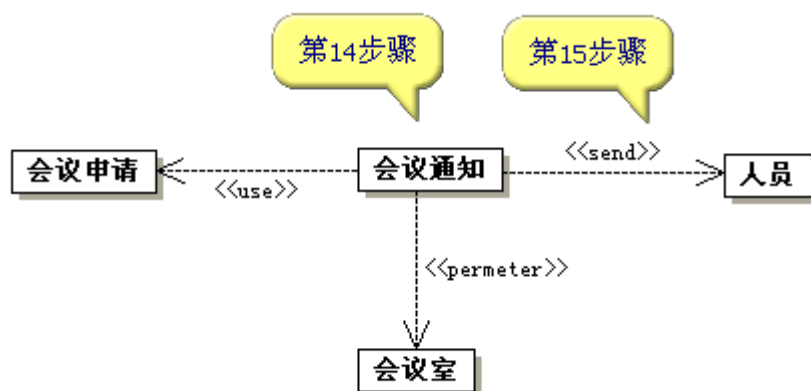 第14步骤
第15步骤
会议申请
会议通知
人员
<<use>>
<<send>>
<<permeter>>
会议室